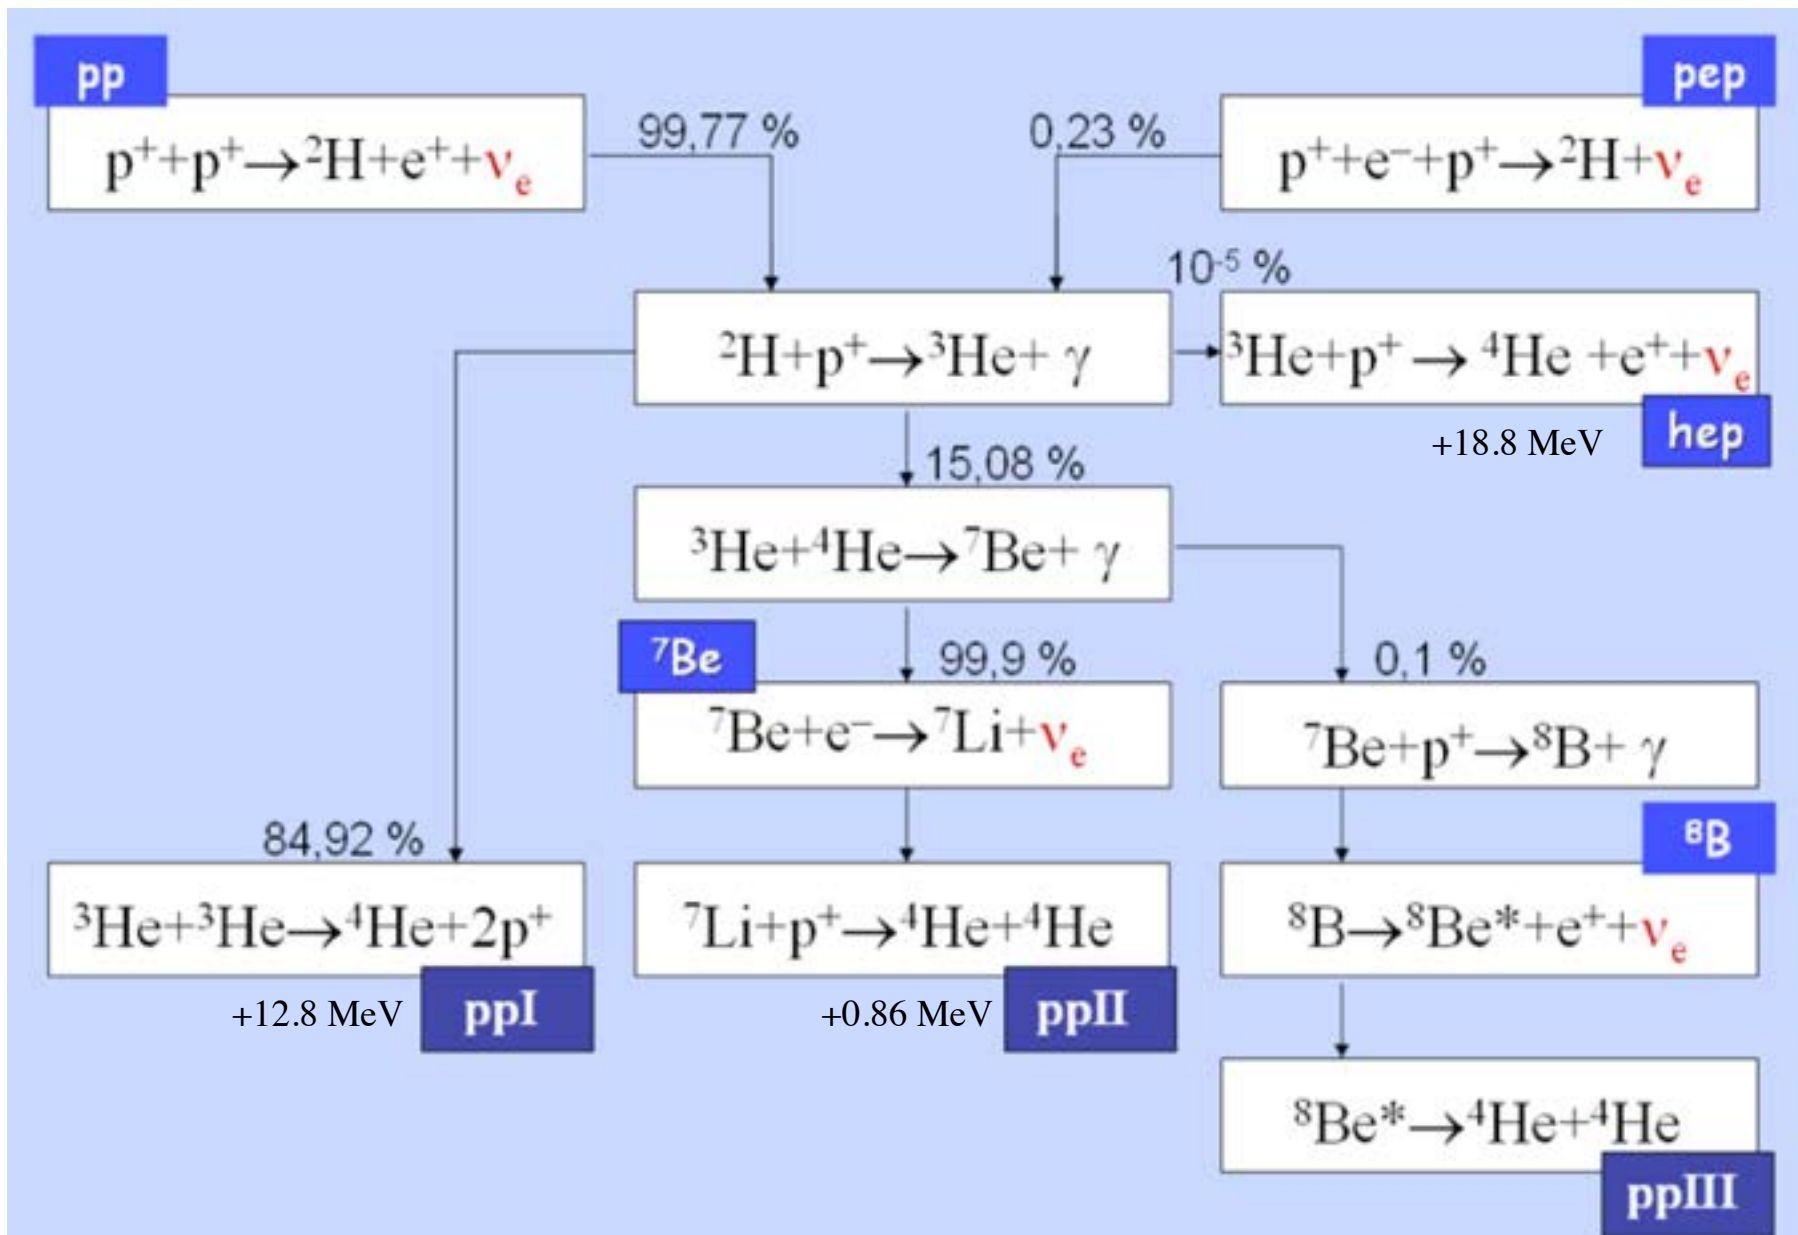 pp
pep
p⁺+p⁺→²H+e⁺+νₑ
99,77 %
0,23 %
p⁺+e⁻+p⁺→²H+νₑ
10⁻⁵ %
²H+p⁺→³He+ γ
³He+p⁺ → ⁴He +e⁺+νₑ
+18.8 MeV
hep
15,08 %
³He+⁴He→⁷Be+ γ
⁷Be
99,9 %
0,1 %
⁷Be+e⁻→⁷Li+νₑ
⁷Be+p⁺→⁸B+ γ
84,92 %
⁸B
³He+³He→⁴He+2p⁺
⁷Li+p⁺→⁴He+⁴He
⁸B→⁸Be*+e⁺+νₑ
+12.8 MeV
ppI
+0.86 MeV
ppII
⁸Be*→⁴He+⁴He
ppIII